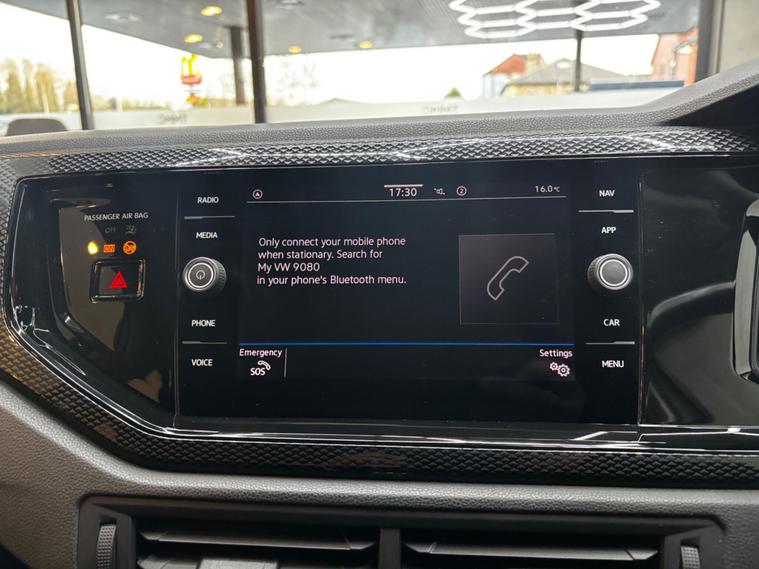 PASSENGER AIR BAG
OFF
ON
RADIO
MEDIA
PHONE
VOICE
17:30
2
16.0°C
Only connect your mobile phone
when stationary. Search for
My VW 9080
in your phone's Bluetooth menu.
Emergency
SOS
Settings
NAV
APP
CAR
MENU